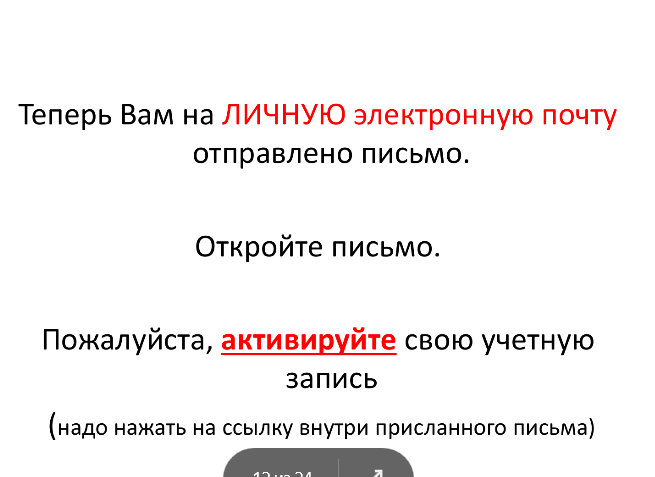 Теперь Вам на ЛИЧНУЮ электронную почту
отправлено письмо.
Откройте письмо.
Пожалуйста, активируйте свою учетную
запись
(надо нажать на ссылку внутри присланного письма)